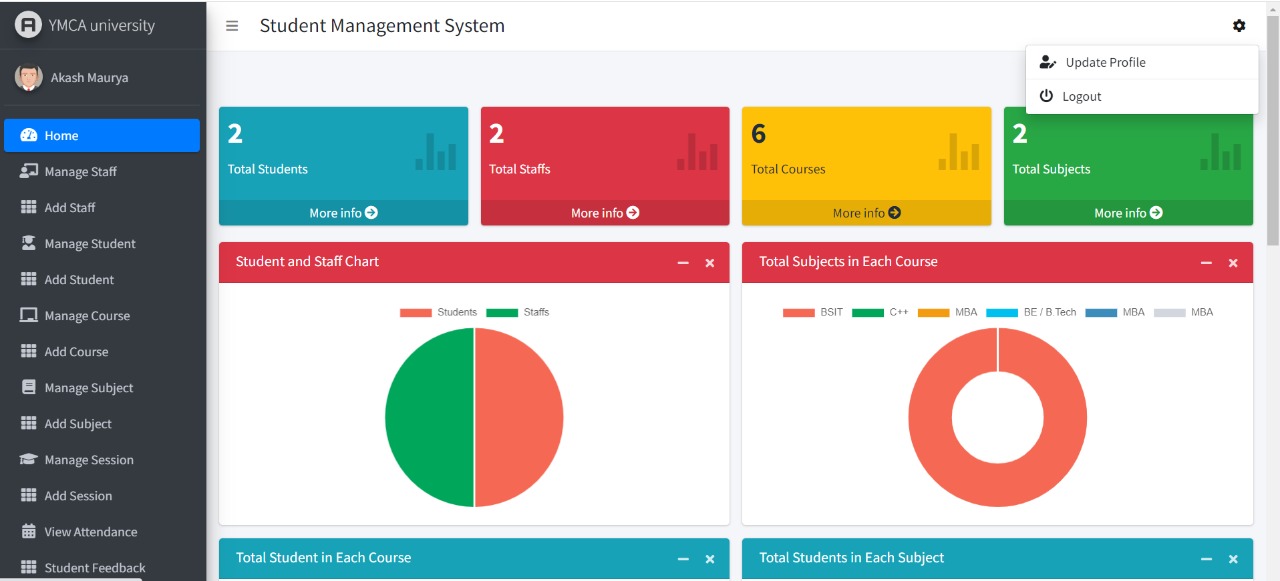 YMCA university
Student Management System
Update Profile
Logout
Akash Maurya
Home
Manage Staff
Add Staff
Manage Student
Add Student
Manage Course
Add Course
Manage Subject
Add Subject
Manage Session
Add Session
View Attendance
Student Feedback
2
Total Students
More info
2
Total Staffs
More info
6
Total Courses
More info
2
Total Subjects
More info
Student and Staff Chart
Students Staffs
Total Subjects in Each Course
BSIT C++ MBA BE / B.Tech MBA MBA
Total Student in Each Course
Total Students in Each Subject